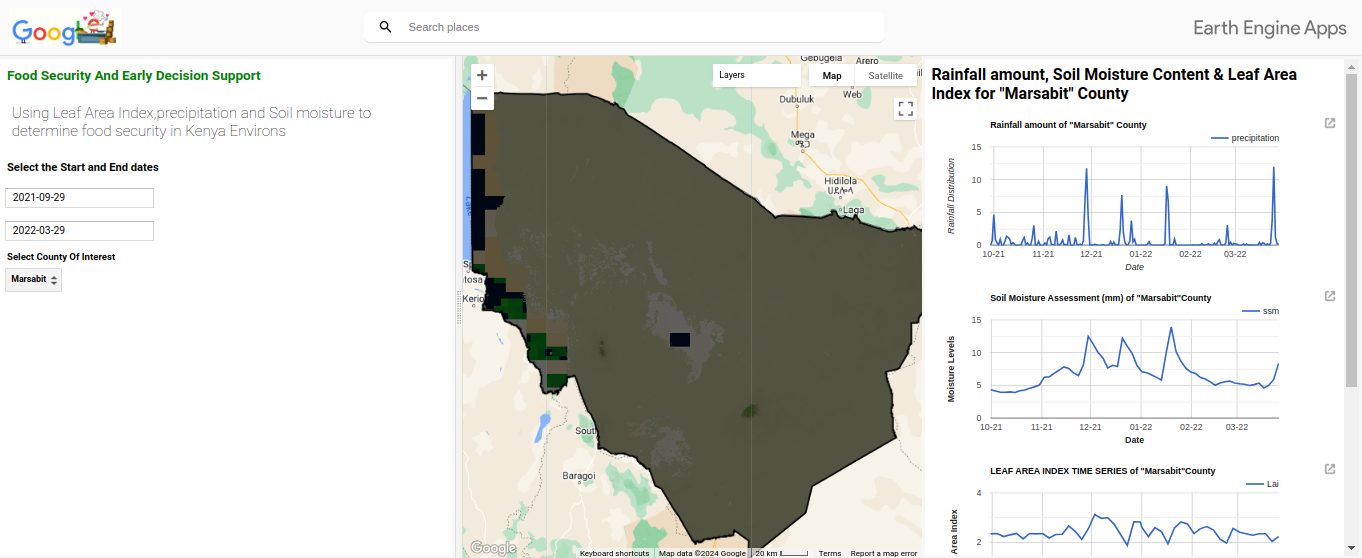 Google
Search places
Earth Engine Apps
Food Security And Early Decision Support
Using Leaf Area Index,precipitation and Soil moisture to
determine food security in Kenya Environs
Select the Start and End dates
2021-09-29
2022-03-29
Select County Of Interest
Marsabit
+
−
Layers
Map
Satellite
Gebugela
Arero
Web
Dubuluk
Mega
Hidilola
Laga
Lake
tosa
Kerio
South
Baragoi
Google
Keyboard shortcuts
Map data ©2024 Google
20 km
Terms
Report a map error
Rainfall amount, Soil Moisture Content & Leaf Area
Index for "Marsabit" County
Rainfall amount of "Marsabit" County
precipitation
Rainfall Distribution
15
10
5
0
10-21 11-21 12-21 01-22 02-22 03-22
Date
Soil Moisture Assessment (mm) of "Marsabit"County
ssm
Moisture Levels
15
10
5
0
10-21 11-21 12-21 01-22 02-22 03-22
Date
LEAF AREA INDEX TIME SERIES of "Marsabit"County
Lai
Area Index
4
2